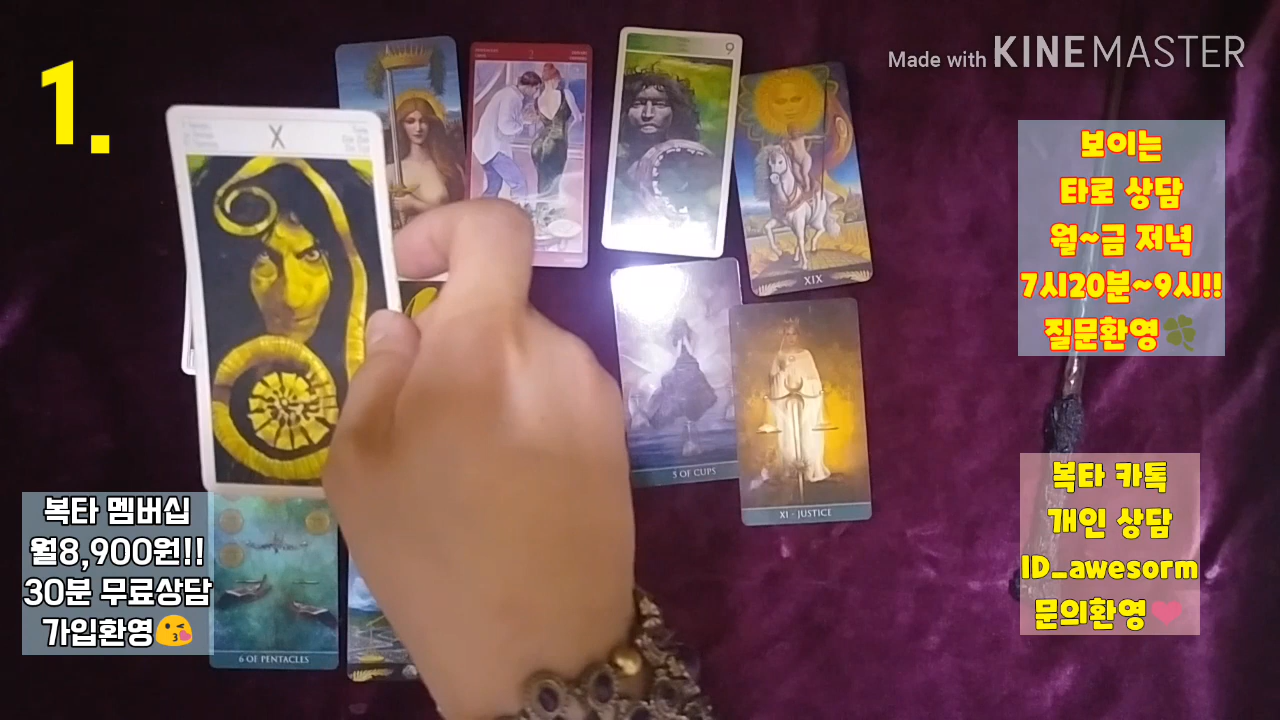 1.
Made with KINEMASTER
보이는
타로 상담
월~금 저녁
7시20분~9시!!
질문환영🍀
복타 멤버십
월8,900원!!
30분 무료상담
가입환영😘
복타 카톡
개인 상담
ID_awesorm
문의환영❤
X
2
9
XIX
5 OF CUPS
XI - JUSTICE
6 OF PENTACLES